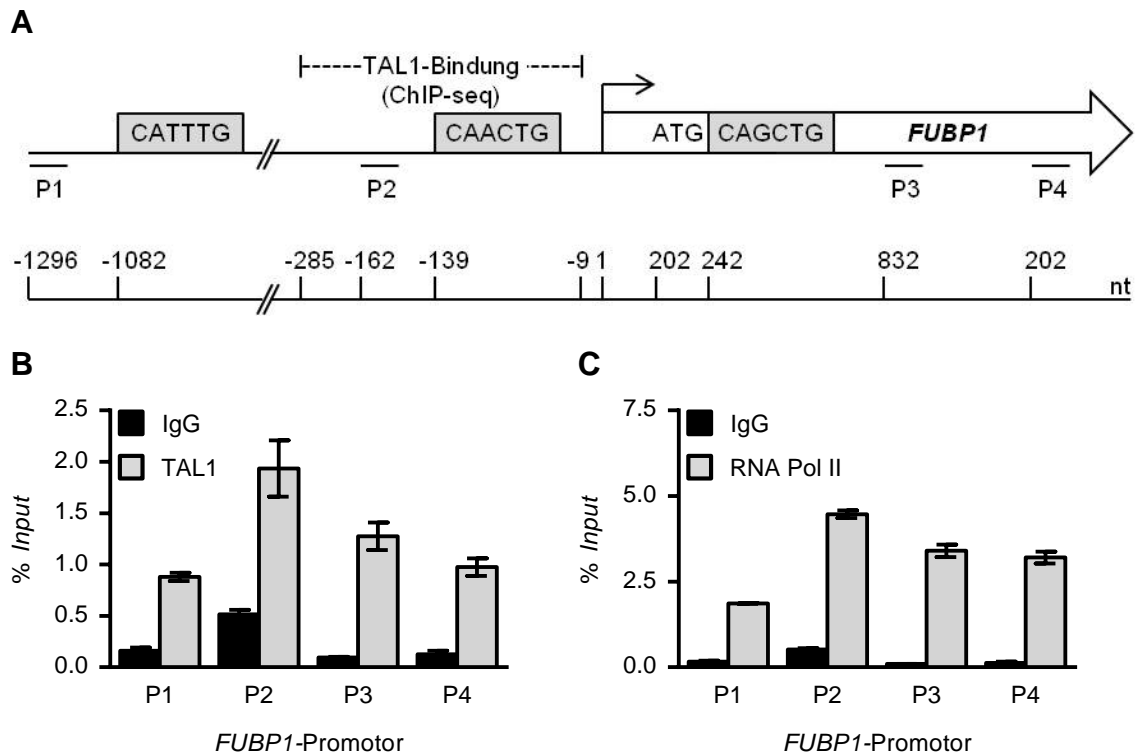 A
TAL1-Bindung
(ChIP-seq)
CATTTG
CAACTG
ATG
CAGCTG
FUBP1
P1
P2
P3
P4
-1296
-1082
-285
-162
-139
-9
1
202
242
832
202
nt
B
2.5
2.0
1.5
1.0
0.5
0.0
% Input
IgG
TAL1
P1
P2
P3
P4
FUBP1-Promotor
C
7.5
5.0
2.5
0.0
% Input
IgG
RNA Pol II
P1
P2
P3
P4
FUBP1-Promotor